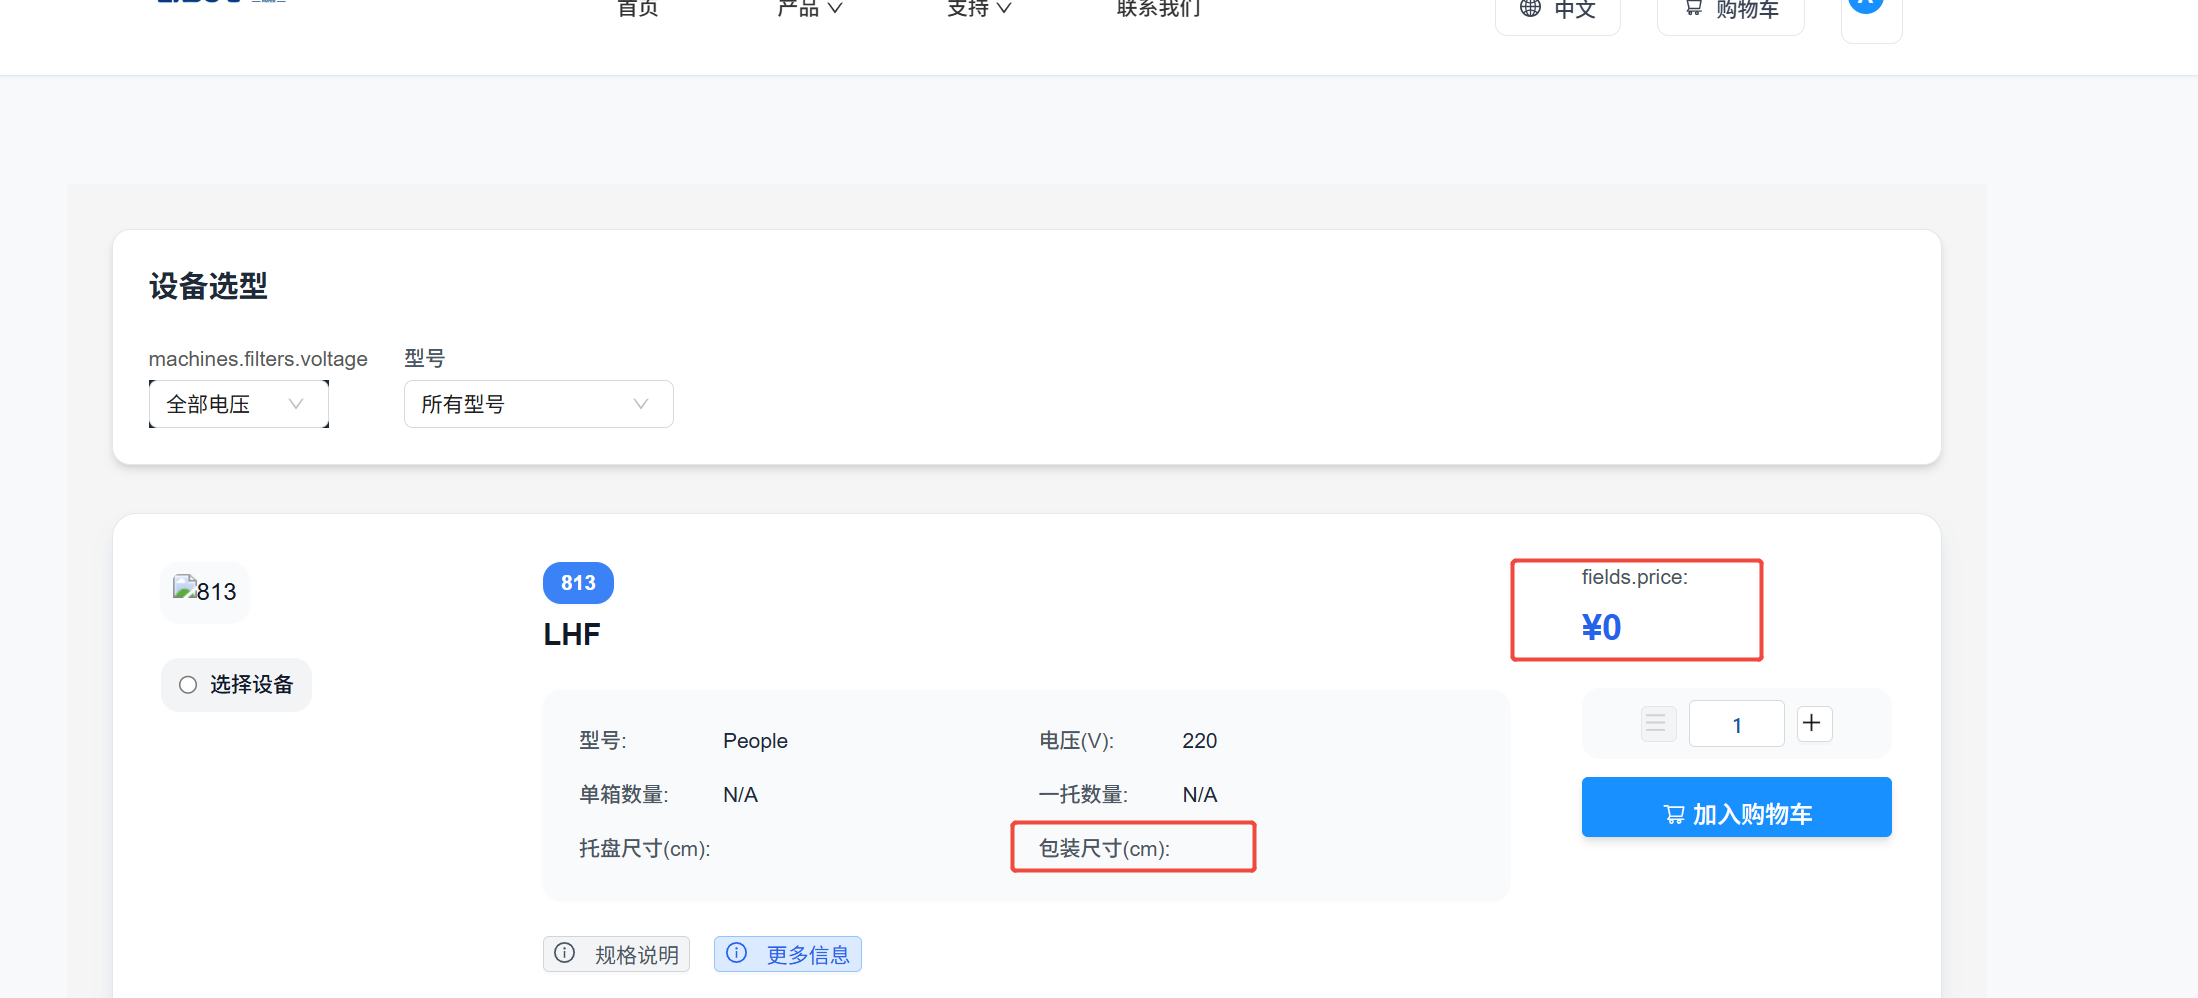 首页
产品
支持
联系我们
中文
购物车
设备选型
machines.filters.voltage
型号
全部电压
所有型号
813
选择设备
813
LHF
fields.price:
¥0
型号: People
电压(V): 220
单箱数量: N/A
一托数量: N/A
托盘尺寸(cm):
包装尺寸(cm):
1
加入购物车
规格说明
更多信息